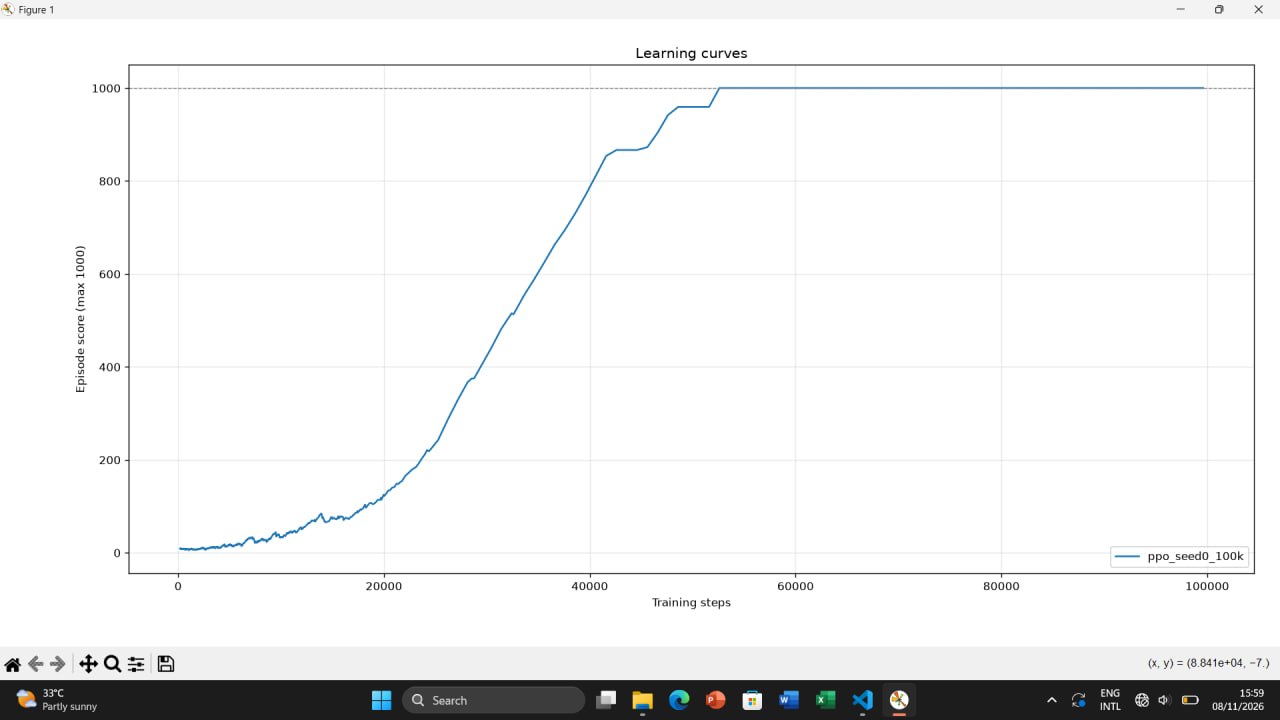 Figure 1
Learning curves
1000
800
600
400
200
0
Episode score (max 1000)
0 20000 40000 60000 80000 100000
Training steps
ppo_seed0_100k
(x, y) = (8.841e+04, −7.)
33°C
Partly sunny
Search
ENG
INTL
15:59
08/11/2026